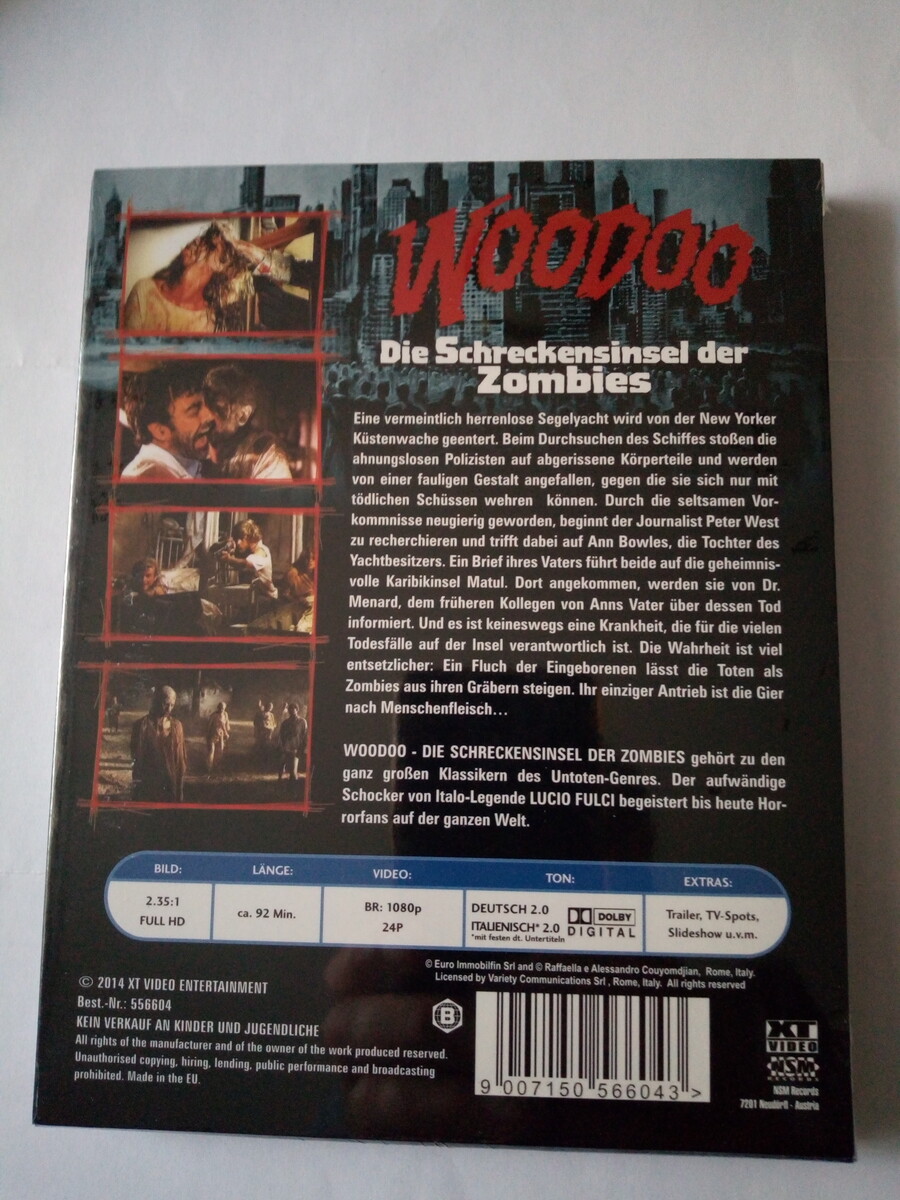 WOODOO
Die Schreckensinsel der
Zombies
Eine vermeintlich herrenlose Segelyacht wird von der New Yorker
Küstenwache geentert. Beim Durchsuchen des Schiffes stoßen die
ahnungslosen Polizisten auf abgerissene Körperteile und werden
von einer fauligen Gestalt angefallen, gegen die sie sich nur mit
tödlichen Schüssen wehren können. Durch die seltsamen Vor-
kommnisse neugierig geworden, beginnt der Journalist Peter West
zu recherchieren und trifft dabei auf Ann Bowles, die Tochter des
Yachtbesitzers. Ein Brief ihres Vaters führt beide auf die geheimnis-
volle Karibikinsel Matul. Dort angekommen, werden sie von Dr.
Menard, dem früheren Kollegen von Anns Vater über dessen Tod
informiert. Und es ist keineswegs eine Krankheit, die für die vielen
Todesfälle auf der Insel verantwortlich ist. Die Wahrheit ist viel
entsetzlicher: Ein Fluch der Eingeborenen lässt die Toten als
Zombies aus ihren Gräbern steigen. Ihr einziger Antrieb ist die Gier
nach Menschenfleisch...
WOODOO - DIE SCHRECKENSINSEL DER ZOMBIES gehört zu den
ganz großen Klassikern des Untoten-Genres. Der aufwändige
Schocker von Italo-Legende LUCIO FULCI begeistert bis heute Hor-
rorfans auf der ganzen Welt.
BILD:
2.35:1
FULL HD
LÄNGE:
ca. 92 Min.
VIDEO:
BR: 1080p
24P
TON:
DEUTSCH 2.0
ITALIENISCH* 2.0
*mit festen dt. Untertiteln
DOLBY
DIGITAL
EXTRAS:
Trailer, TV-Spots,
Slideshow u.v.m.
© Euro Immobilfin Srl and © Raffaella e Alessandro Couyomdjian, Rome, Italy.
Licensed by Variety Communications Srl , Rome, Italy. All rights reserved
© 2014 XT VIDEO ENTERTAINMENT
Best.-Nr.: 556604
KEIN VERKAUF AN KINDER UND JUGENDLICHE
All rights of the manufacturer and of the owner of the work produced reserved.
Unauthorised copying, hiring, lending, public performance and broadcasting
prohibited. Made in the EU.
B
9 007150 566043 >
XT
VIDEO
NSM
RECORDS
NSM Records
7201 Neudörfl - Austria